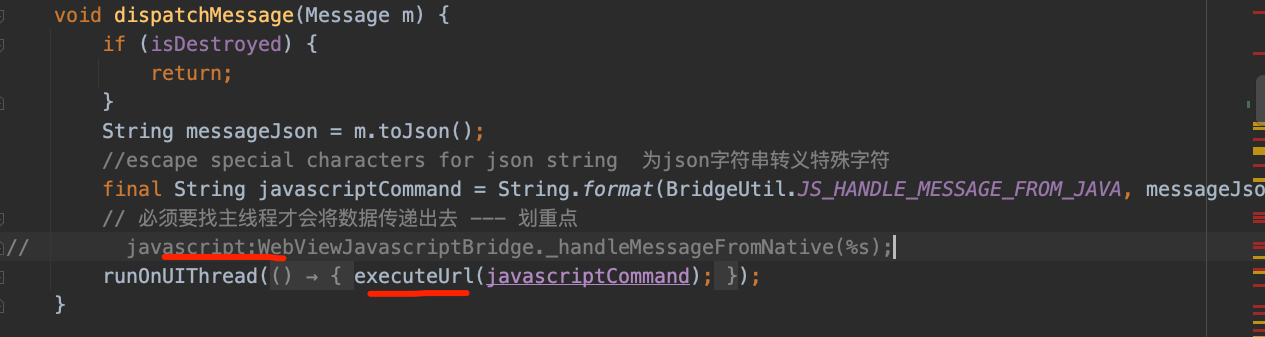 void dispatchMessage(Message m) {
if (isDestroyed) {
return;
}
String messageJson = m.toJson();
//escape special characters for json string  为json字符串转义特殊字符
final String javascriptCommand = String.format(BridgeUtil.JS_HANDLE_MESSAGE_FROM_JAVA, messageJso
// 必须要找主线程才会将数据传递出去 --- 划重点
//        javascript:WebViewJavascriptBridge._handleMessageFromNative(%s);
runOnUIThread(() → { executeUrl(javascriptCommand); });
}